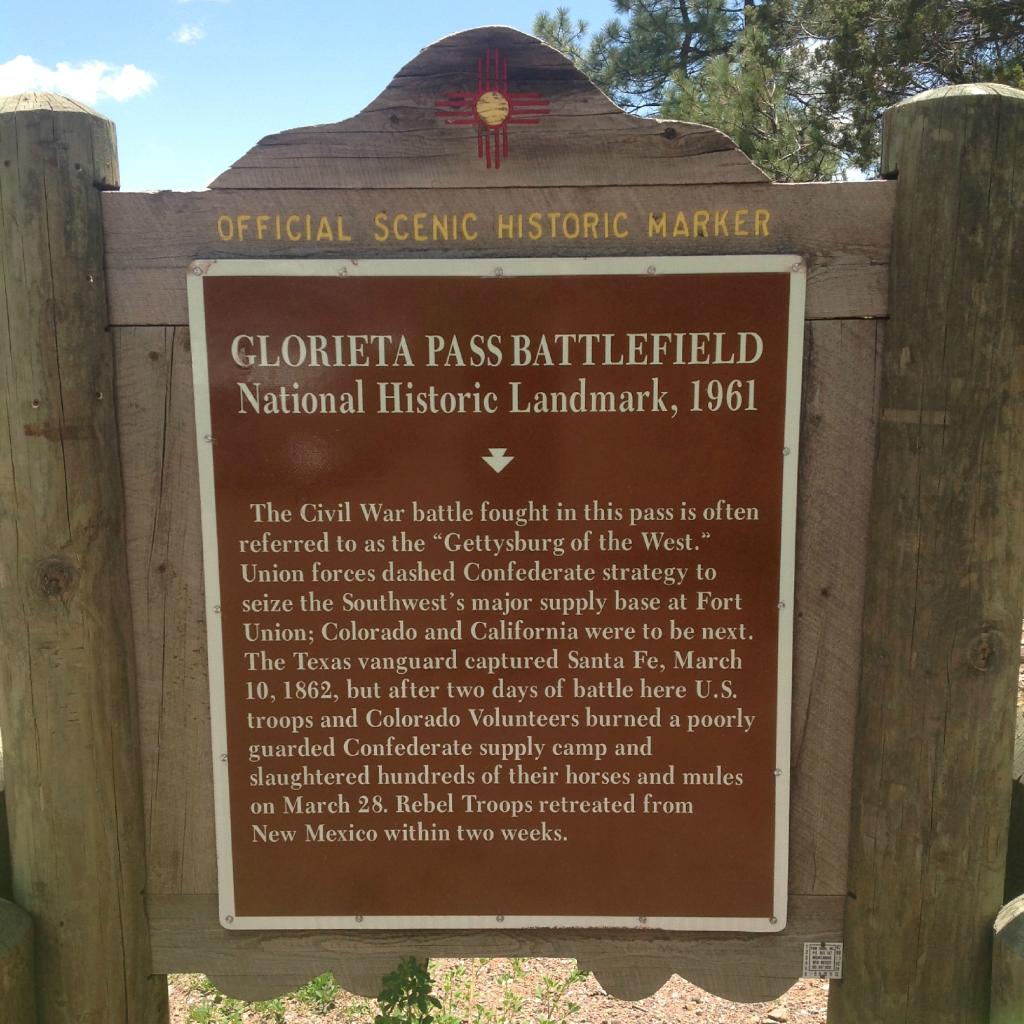 OFFICIAL SCENIC HISTORIC MARKER
GLORIETA PASS BATTLEFIELD
National Historic Landmark, 1961
The Civil War battle fought in this pass is often
referred to as the “Gettysburg of the West.”
Union forces dashed Confederate strategy to
seize the Southwest's major supply base at Fort
Union; Colorado and California were to be next.
The Texas vanguard captured Santa Fe, March
10, 1862, but after two days of battle here U.S.
troops and Colorado Volunteers burned a poorly
guarded Confederate supply camp and
slaughtered hundreds of their horses and mules
on March 28. Rebel Troops retreated from
New Mexico within two weeks.